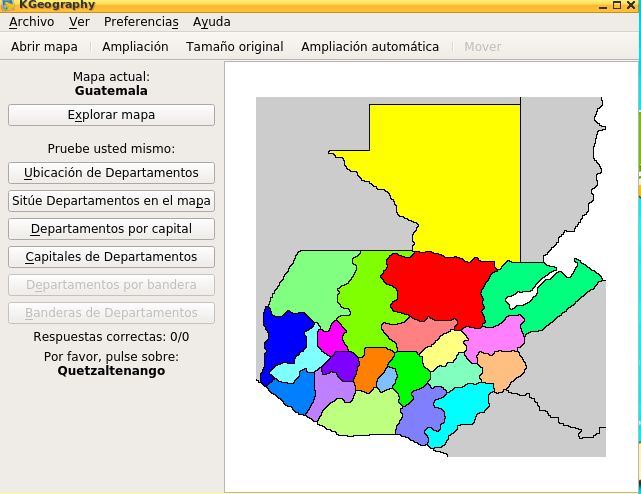 KGeography
Archivo Ver Preferencias Ayuda
Abrir mapa Ampliación Tamaño original Ampliación automática Mover
Mapa actual:
Guatemala
Explorar mapa
Pruebe usted mismo:
Ubicación de Departamentos
Sitúe Departamentos en el mapa
Departamentos por capital
Capitales de Departamentos
Departamentos por bandera
Banderas de Departamentos
Respuestas correctas: 0/0
Por favor, pulse sobre:
Quetzaltenango